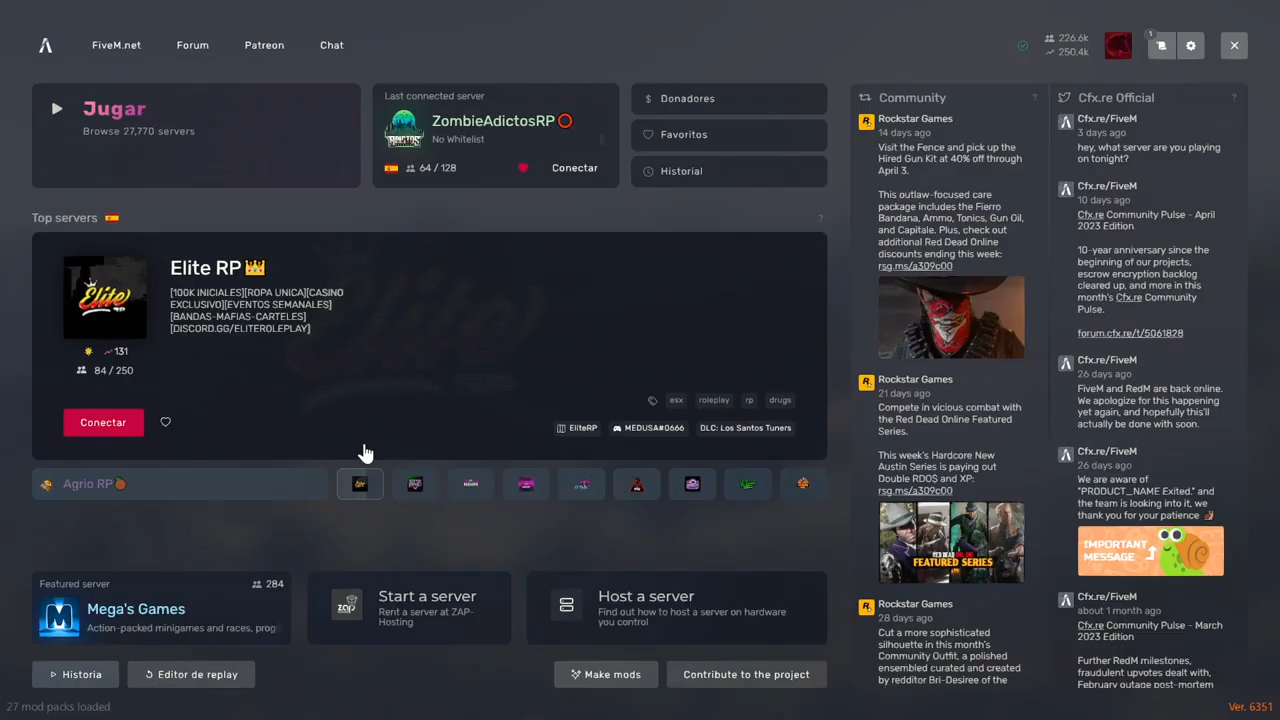 FiveM.net
Forum
Patreon
Chat
226.6k
250.4k
1
Jugar
Browse 27,770 servers
Last connected server
ZombieAdictosRP⭕
No Whitelist
64 / 128
Conectar
$ Donadores
Favoritos
Historial
Top servers
?
Elite
Elite RP👑
[100K INICIALES][ROPA UNICA][CASINO
EXCLUSIVO][EVENTOS SEMANALES]
[BANDAS-MAFIAS-CARTELES]
[DISCORD.GG/ELITEROLEPLAY]
131
84 / 250
Conectar
esx
roleplay
rp
drugs
EliteRP
MEDUSA#0666
DLC: Los Santos Tuners
Agrio RP🍊
Featured server
284
Mega's Games
Action-packed minigames and races, prog
ZAP
Start a server
Rent a server at ZAP-
Hosting
Host a server
Find out how to host a server on hardware
you control
Historia
Editor de replay
Make mods
Contribute to the project
27 mod packs loaded
Community
?
Rockstar Games
14 days ago
Visit the Fence and pick up the
Hired Gun Kit at 40% off through
April 3.
This outlaw-focused care
package includes the Fierro
Bandana, Ammo, Tonics, Gun Oil,
and Capitale. Plus, check out
additional Red Dead Online
discounts ending this week:
rsg.ms/a309c00
Rockstar Games
21 days ago
Compete in vicious combat with
the Red Dead Online Featured
Series.
This week's Hardcore New
Austin Series is paying out
Double RDO$ and XP:
rsg.ms/a309c00
RED DEAD ONLINE
FEATURED SERIES
Rockstar Games
28 days ago
Cut a more sophisticated
silhouette in this month's
Community Outfit, a polished
ensembled curated and created
by redditor Bri-Desiree of the
Cfx.re Official
?
Cfx.re/FiveM
3 days ago
hey, what server are you playing
on tonight?
Cfx.re/FiveM
10 days ago
Cfx.re Community Pulse - April
2023 Edition
10-year anniversary since the
beginning of our projects,
escrow encryption backlog
cleared up, and more in this
month's Cfx.re Community
Pulse.
forum.cfx.re/t/5061828
Cfx.re/FiveM
26 days ago
FiveM and RedM are back online.
We apologize for this happening
yet again, and hopefully this'll
actually be done with soon.
Cfx.re/FiveM
26 days ago
We are aware of
"PRODUCT_NAME Exited." and
the team is looking into it, we
thank you for your patience
IMPORTANT
MESSAGE
Cfx.re/FiveM
about 1 month ago
Cfx.re Community Pulse - March
2023 Edition
Further RedM milestones,
fraudulent upvotes dealt with,
February outage post-mortem
Ver. 6351